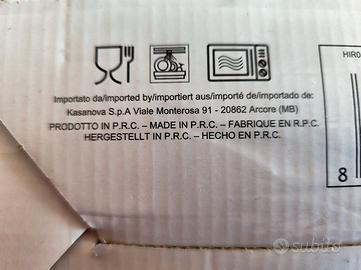 HIR0
Importato da/imported by/importiert aus/importé de/importado de:
Kasanova S.p.A Viale Monterosa 91 - 20862 Arcore (MB)
PRODOTTO IN P.R.C. – MADE IN P.R.C. – FABRIQUE EN R.P.C.
HERGESTELLT IN P.R.C. – HECHO EN P.R.C.
8
subito